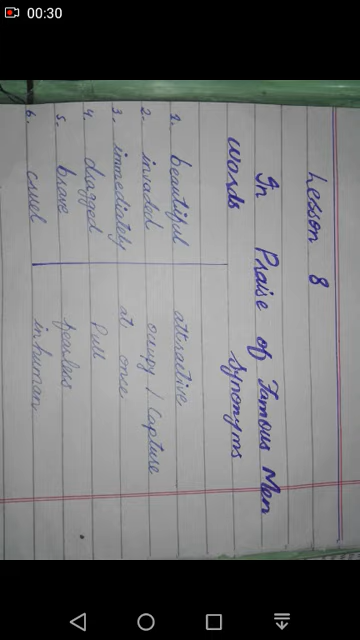 00:30
Lesson 8
In Praise of Famous Men
Words Synonyms
1. beautiful attractive
2. invaded occupy / Capture
3. immediately at once
4. dragged Pull
5. brave fearless
6. cruel inhuman